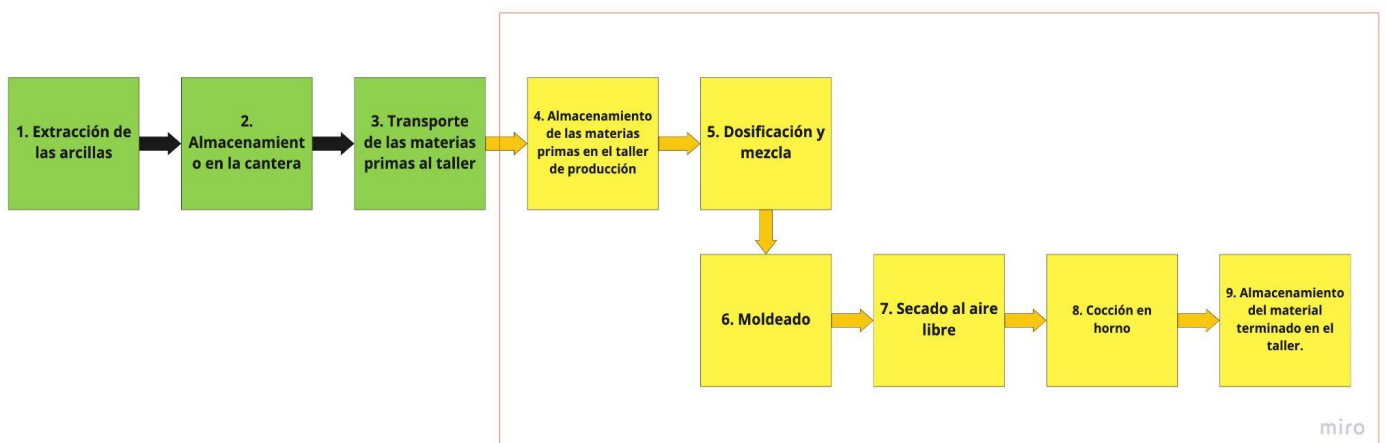 1. Extracción de
las arcillas
2.
Almacenamient
o en la cantera
3. Transporte
de las materias
primas al taller
4. Almacenamiento
de las materias
primas en el taller
de producción
5. Dosificación y
mezcla
6. Moldeado
7. Secado al aire
libre
8. Cocción en
horno
9. Almacenamiento
del material
terminado en el
taller.
miro